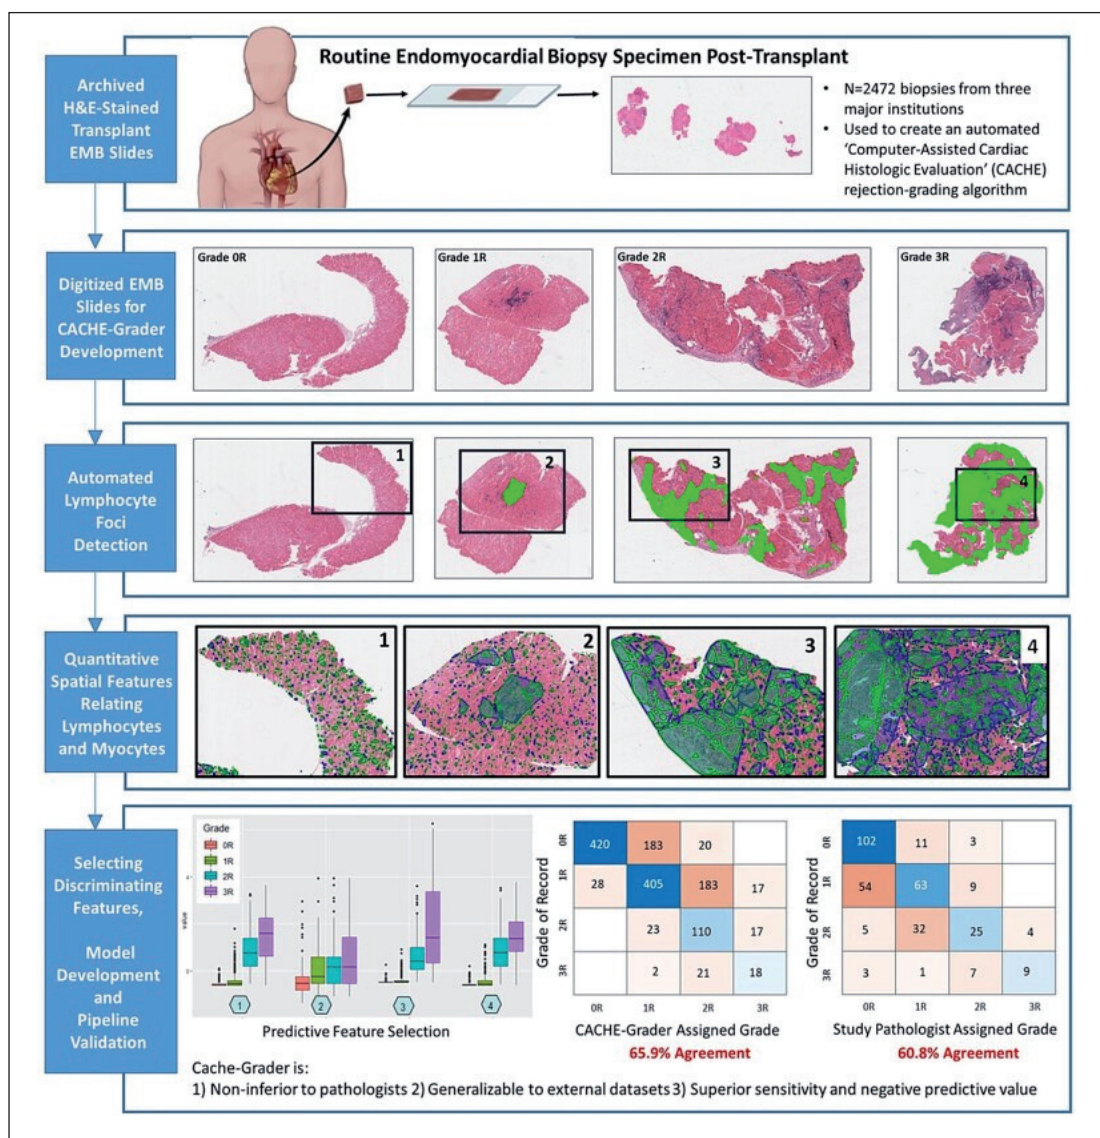 Archived
H&E-Stained
Transplant
EMB Slides
Routine Endomyocardial Biopsy Specimen Post-Transplant
• N=2472 biopsies from three
major institutions
• Used to create an automated
‘Computer-Assisted Cardiac
Histologic Evaluation’ (CACHE)
rejection-grading algorithm
Digitized EMB
Slides for
CACHE-Grader
Development
Grade 0R
Grade 1R
Grade 2R
Grade 3R
Automated
Lymphocyte
Foci
Detection
1
2
3
4
Quantitative
Spatial Features
Relating
Lymphocytes
and Myocytes
1
2
3
4
Selecting
Discriminating
Features,
Model
Development
and
Pipeline
Validation
Grade
0R
1R
2R
3R
value
1
2
3
4
Predictive Feature Selection
Grade of Record
0R 420 183 20
1R 28 405 183 17
2R 23 110 17
3R 2 21 18
0R 1R 2R 3R
CACHE-Grader Assigned Grade
65.9% Agreement
Grade of Record
0R 102 11 3
1R 54 63 9
2R 5 32 25 4
3R 3 1 7 9
0R 1R 2R 3R
Study Pathologist Assigned Grade
60.8% Agreement
Cache-Grader is:
1) Non-inferior to pathologists 2) Generalizable to external datasets 3) Superior sensitivity and negative predictive value